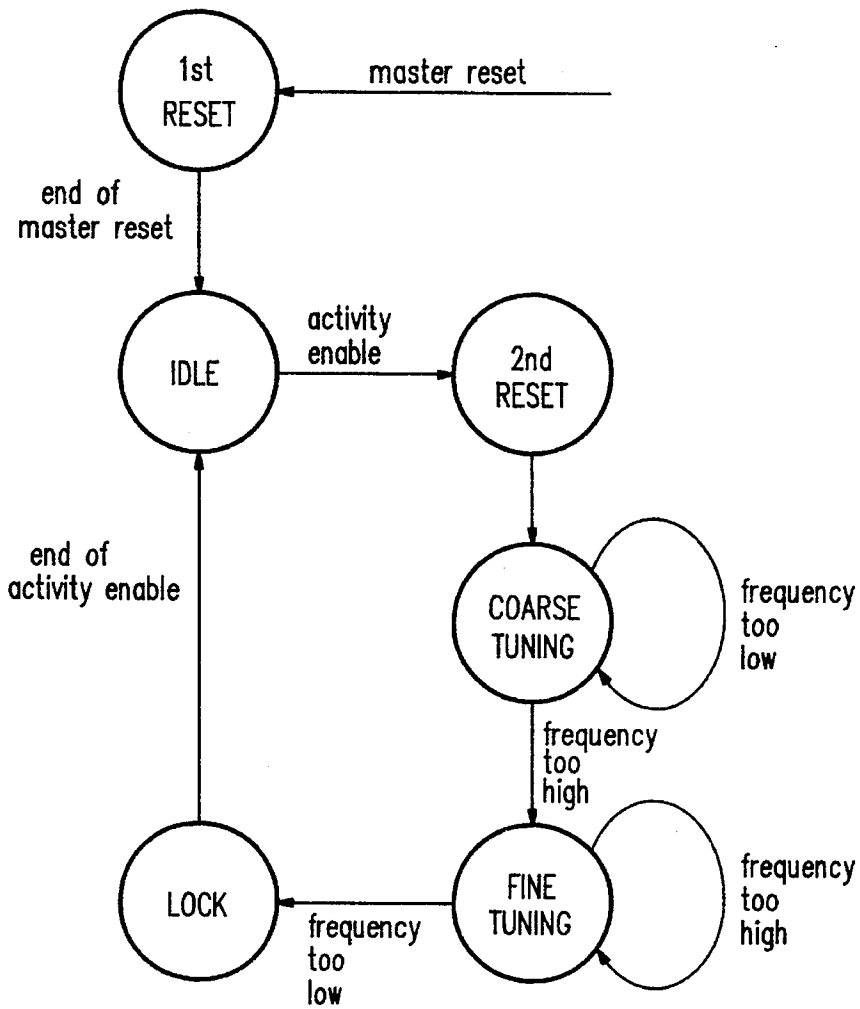 1st
RESET
master reset
end of
master reset
IDLE
activity
enable
2nd
RESET
end of
activity enable
COARSE
TUNING
frequency
too
low
frequency
too
high
LOCK
frequency
too
low
FINE
TUNING
frequency
too
high